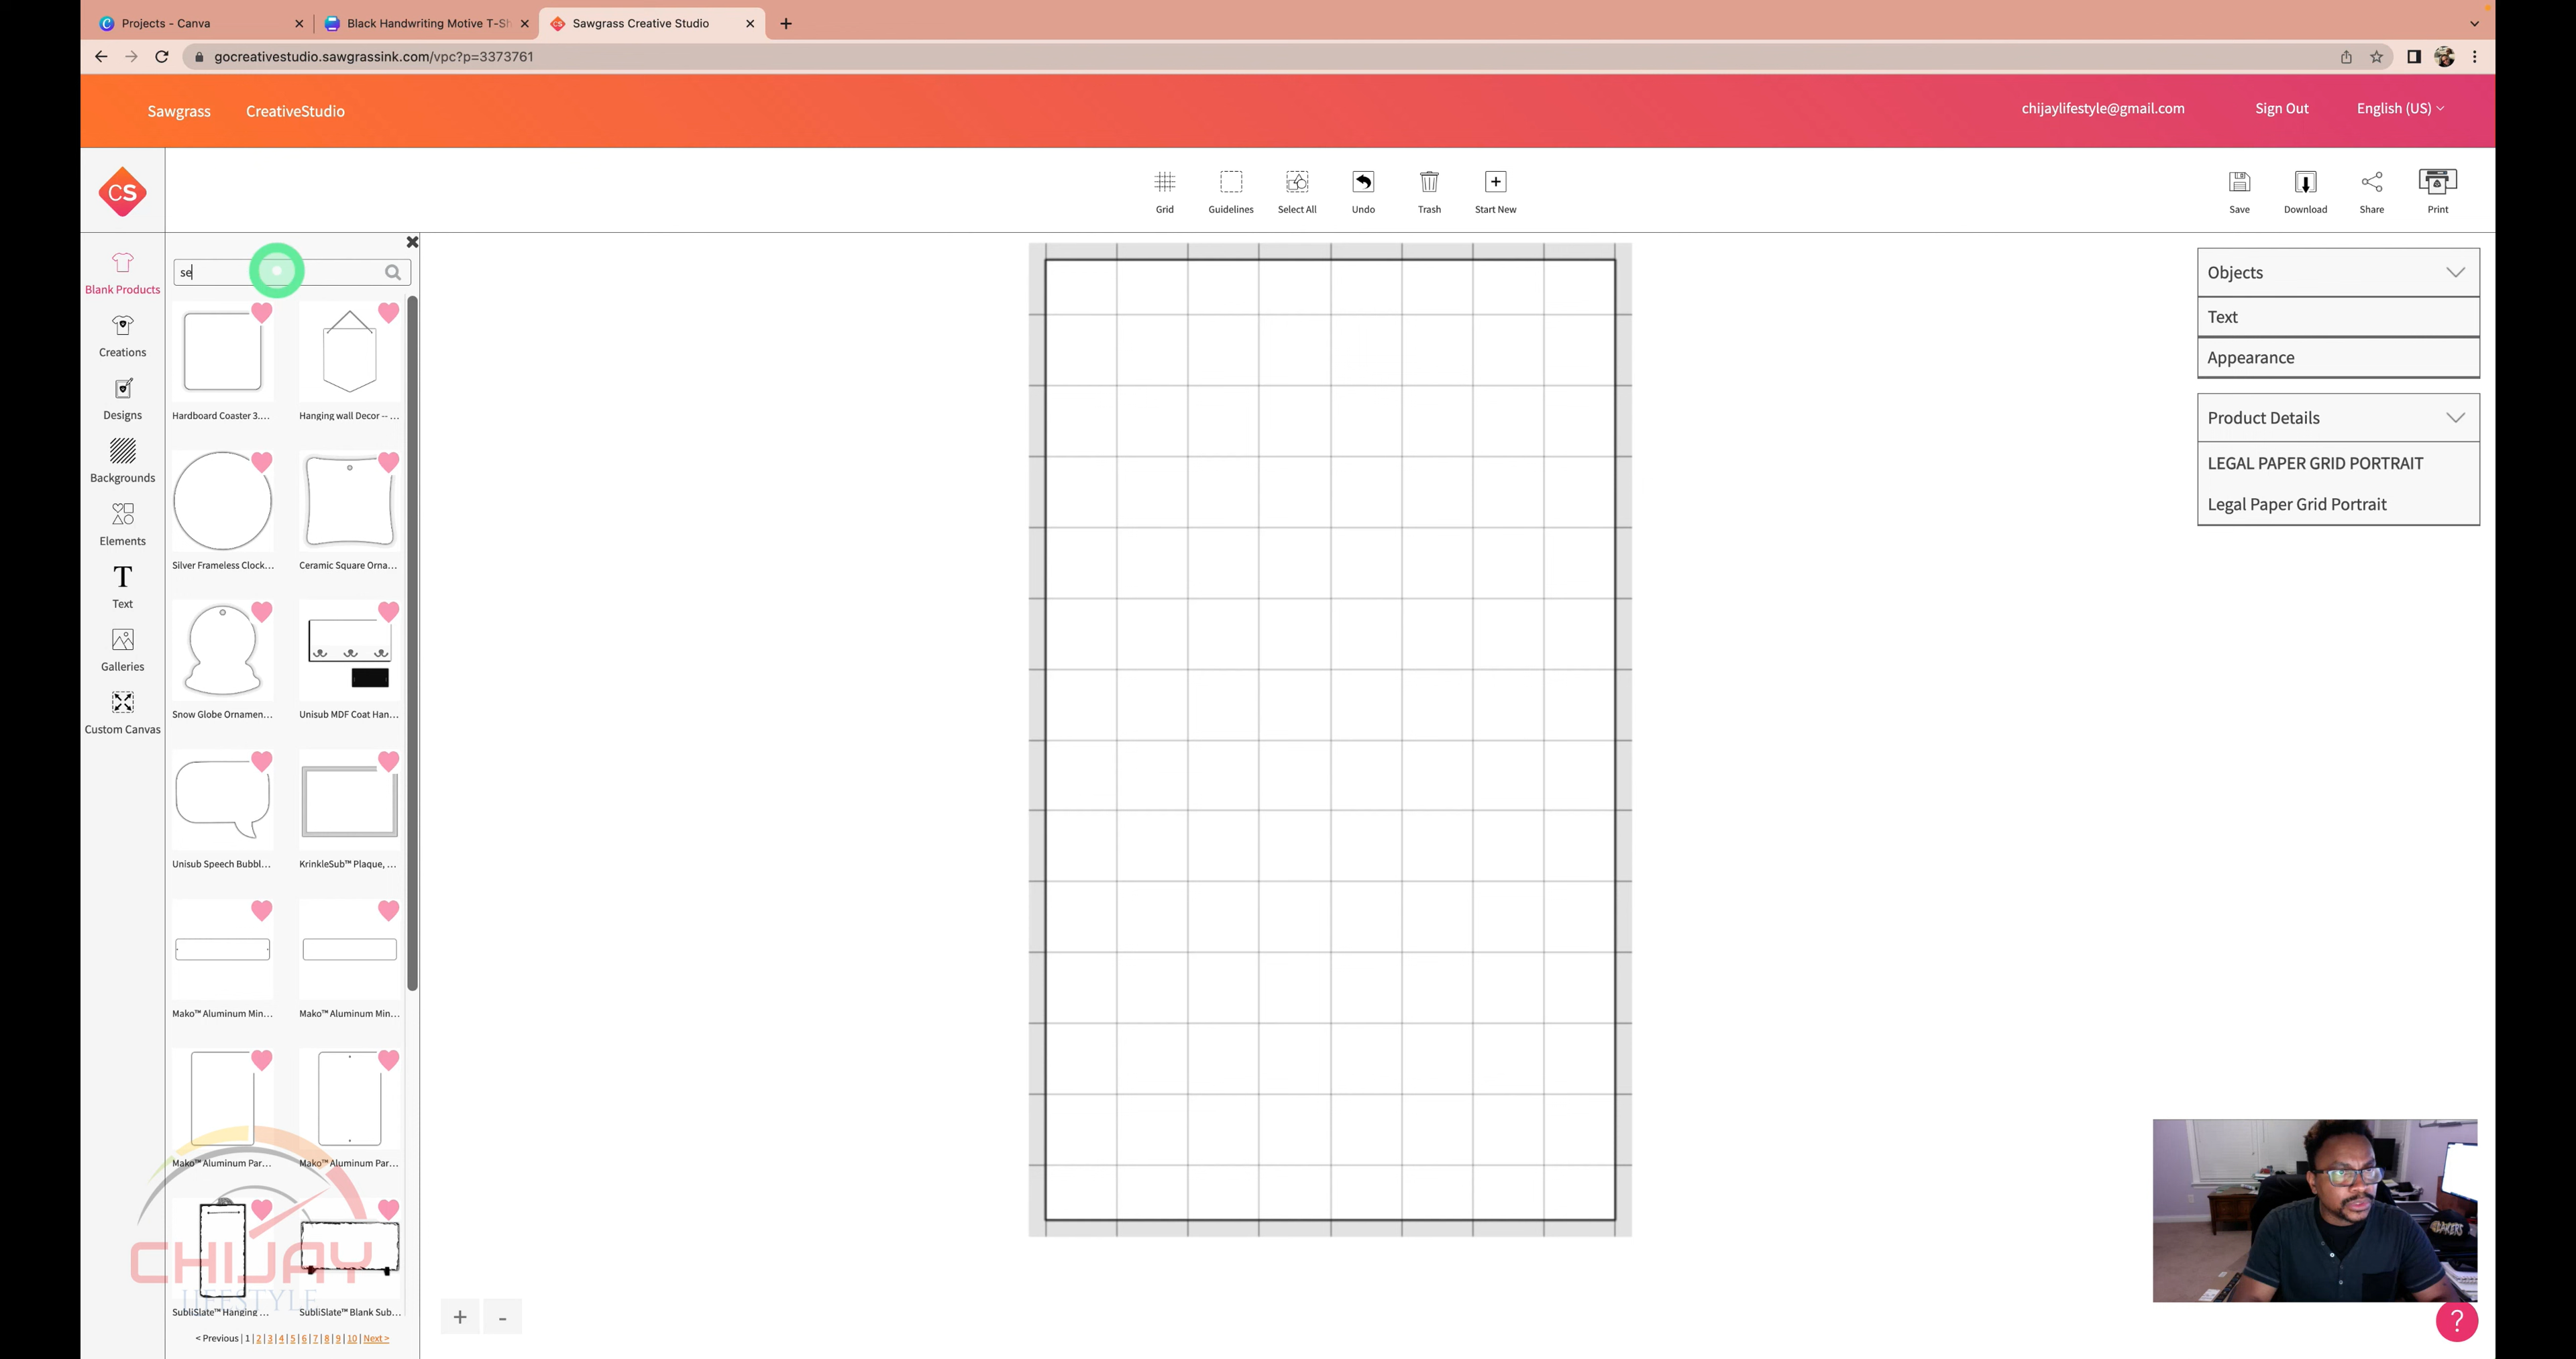 Projects - Canva
Black Handwriting Motive T-Sh
Sawgrass Creative Studio
gocreativestudio.sawgrassink.com/vpc?p=3373761
Sawgrass CreativeStudio
chijaylifestyle@gmail.com Sign Out English (US)
CS
Grid Guidelines Select All Undo Trash Start New
Save Download Share Print
Blank Products
Creations
Designs
Backgrounds
Elements
T
Text
Galleries
Custom Canvas
se
Hardboard Coaster 3....
Hanging wall Decor -- ...
Silver Frameless Clock...
Ceramic Square Orna...
Snow Globe Ornamen...
Unisub MDF Coat Han...
Unisub Speech Bubbl...
KrinkleSub™ Plaque, ...
Mako™ Aluminum Min...
Mako™ Aluminum Min...
Mako™ Aluminum Par...
Mako™ Aluminum Par...
CHIJAY
LIFESTYLE
SubliSlate™ Hanging ...
SubliSlate™ Blank Sub...
< Previous | 1 | 2 | 3 | 4 | 5 | 6 | 7 | 8 | 9 | 10 | Next >
+ -
Objects
Text
Appearance
Product Details
LEGAL PAPER GRID PORTRAIT
Legal Paper Grid Portrait
?